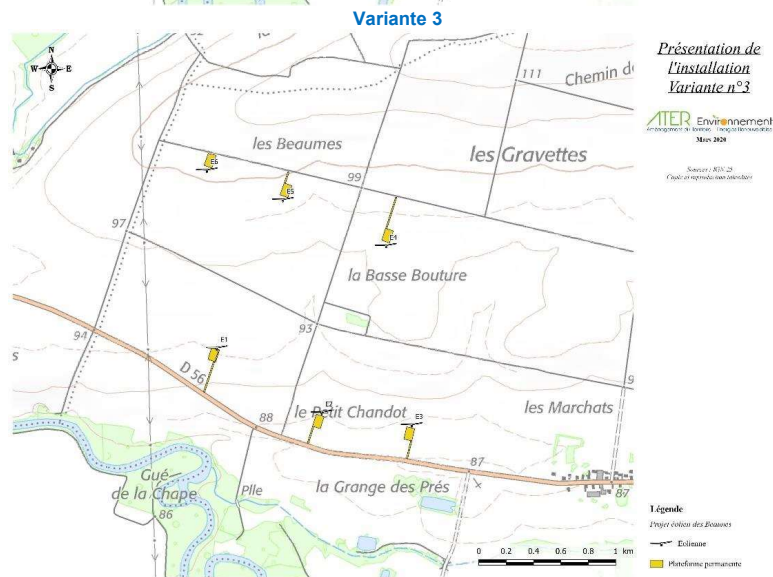 Variante 3
N
W
E
S
Présentation de
l'installation
Variante n°3
ATER Environnement
Mars 2020
111
Chemin de
les Beaumes
les Gravettes
E6
E5
99
E4
97
la Basse Bouture
94
93
E1
s
D 56
E2
le Petit Chandot
E3
les Marchats
88
Gué
de la Chape
86
Plle
la Grange des Prés
87
87
0 0.2 0.4 0.6 0.8 1 km
Légende
Projet éolien des Beaumes
Eolienne
Plateforme permanente